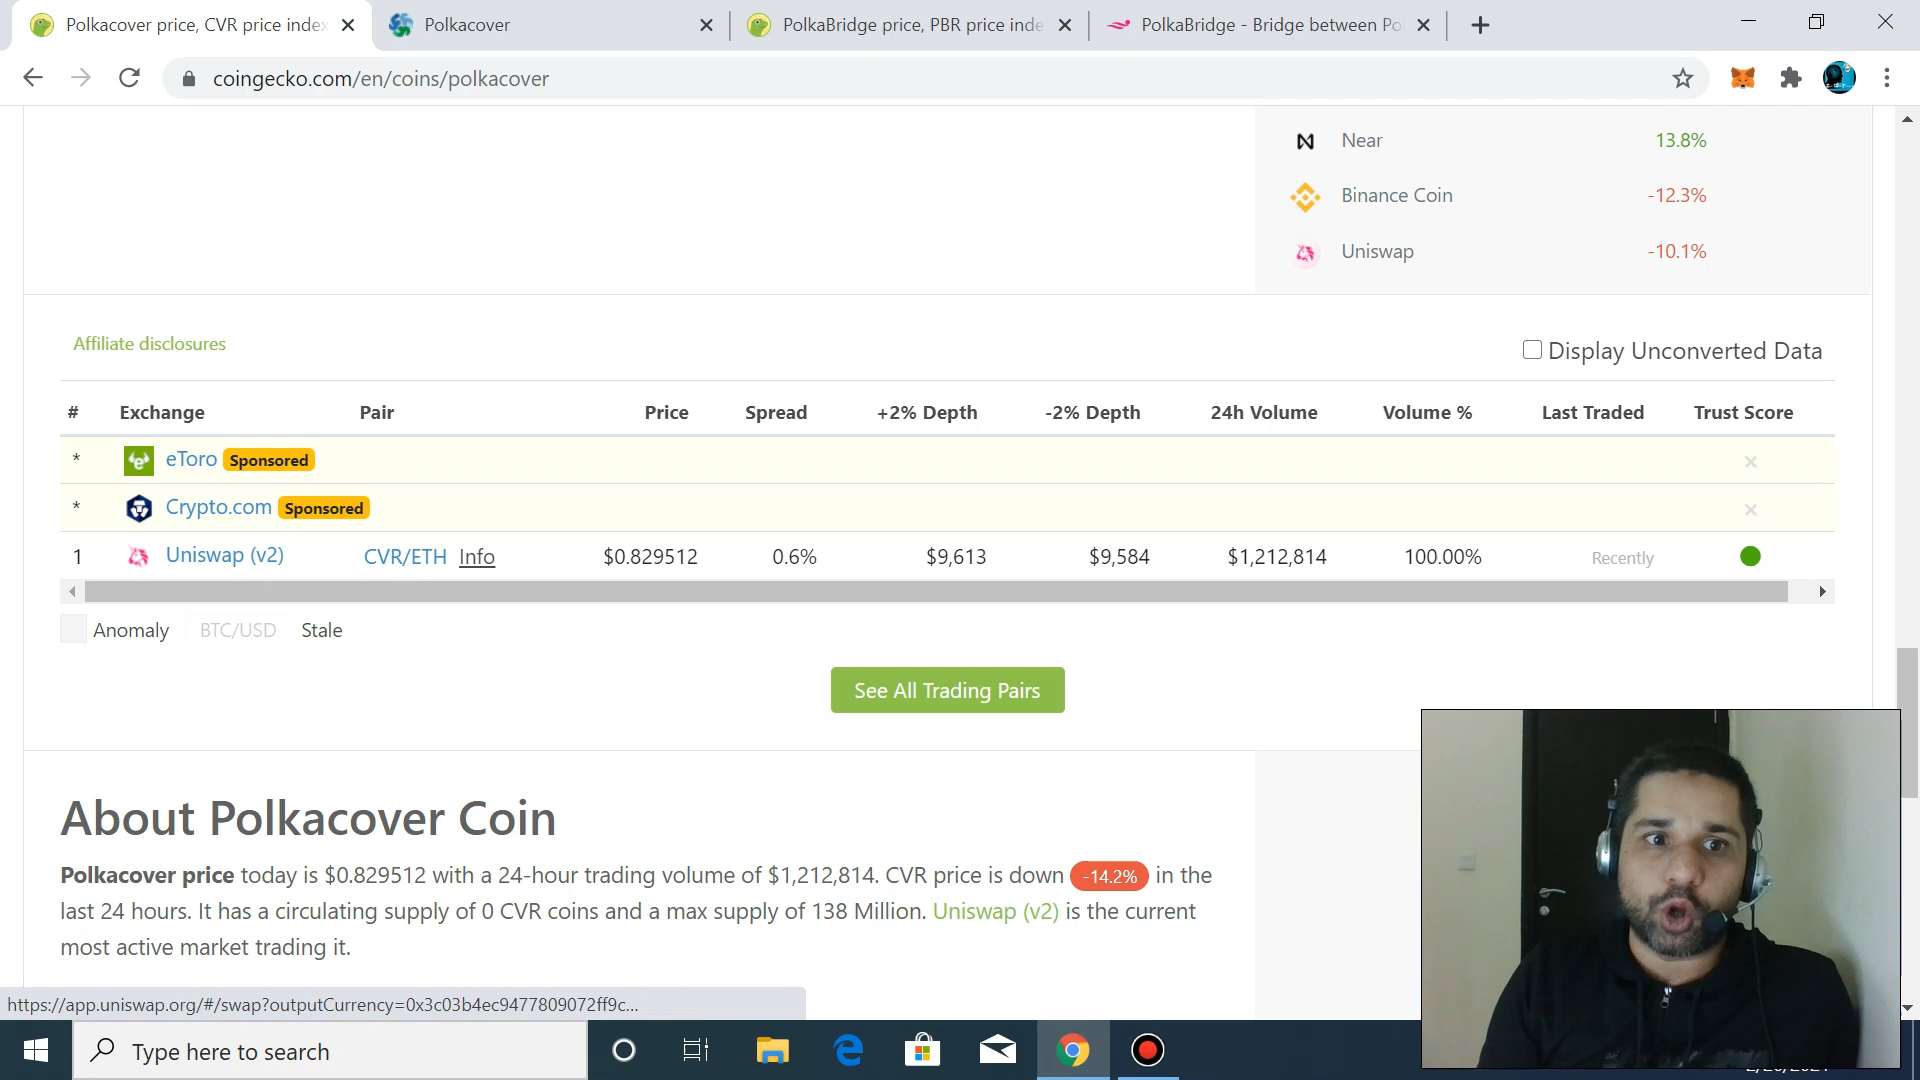 Polkacover price, CVR price index
Polkacover
PolkaBridge price, PBR price inde
PolkaBridge - Bridge between Po
coingecko.com/en/coins/polkacover
Near 13.8%
Binance Coin -12.3%
Uniswap -10.1%
Affiliate disclosures
Display Unconverted Data
# Exchange Pair Price Spread +2% Depth -2% Depth 24h Volume Volume % Last Traded Trust Score
* eToro Sponsored
* Crypto.com Sponsored
1 Uniswap (v2) CVR/ETH Info $0.829512 0.6% $9,613 $9,584 $1,212,814 100.00% Recently
Anomaly BTC/USD Stale
See All Trading Pairs
About Polkacover Coin
Polkacover price today is $0.829512 with a 24-hour trading volume of $1,212,814. CVR price is down -14.2% in the
last 24 hours. It has a circulating supply of 0 CVR coins and a max supply of 138 Million. Uniswap (v2) is the current
most active market trading it.
https://app.uniswap.org/#/swap?outputCurrency=0x3c03b4ec9477809072ff9c...
Type here to search